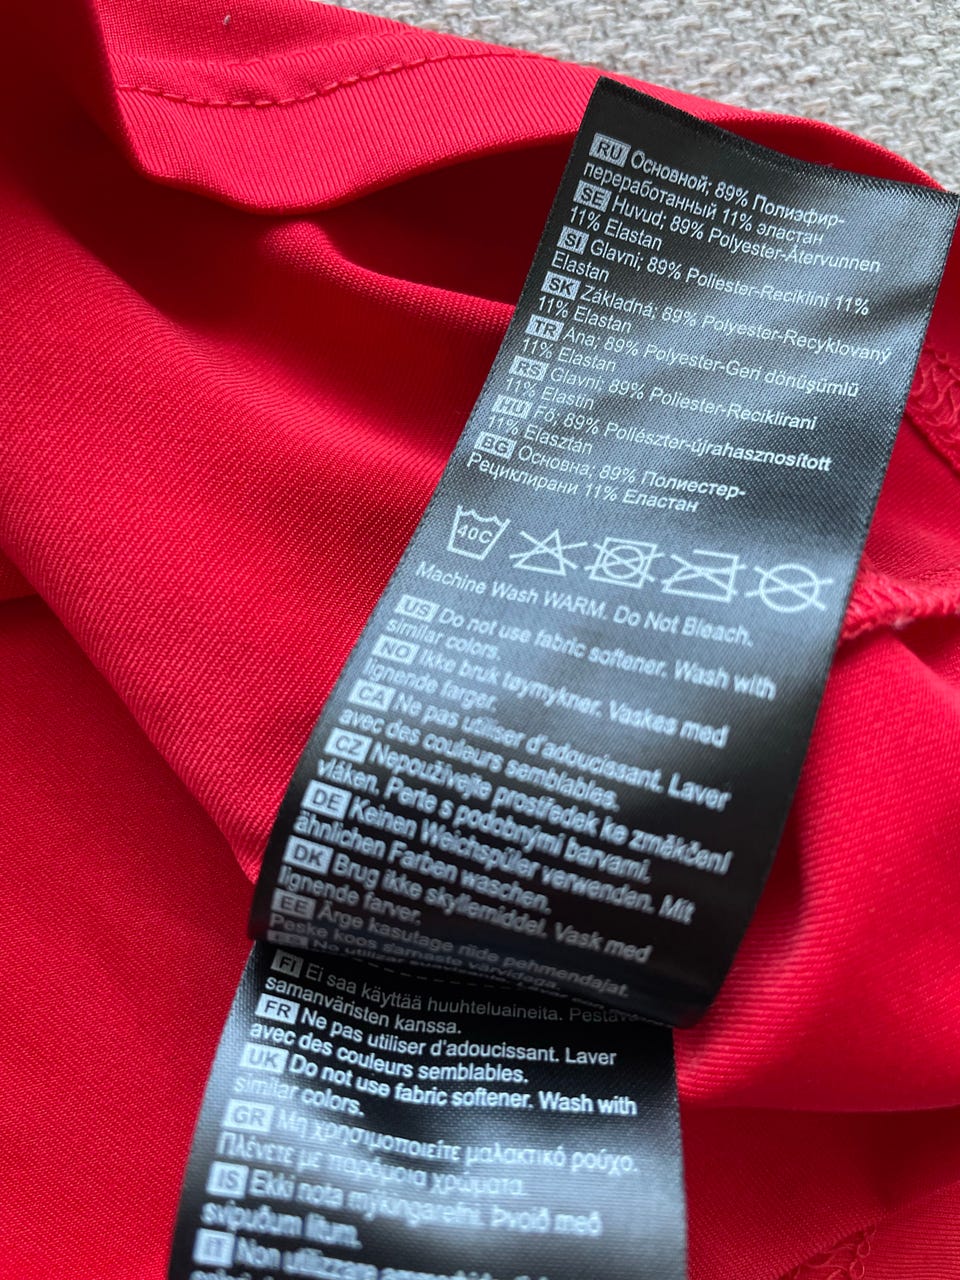 RU Основной; 89% Полиэфир-
переработанный 11% эластан
SE Huvud; 89% Polyester-Återvunnen
11% Elastan
SI Glavni; 89% Poliester-Reciklini 11%
Elastan
SK Základná; 89% Polyester-Recyklovaný
11% Elastan
TR Ana; 89% Polyester-Geri dönüşümlü
11% Elastan
RS Glavni; 89% Poliester-Reciklirani
11% Elastin
HU Fő; 89% Poliészter-újrahasznosított
11% Elasztán
BG Основна; 89% Полиестер-
Рециклирани 11% Еластан
40C
Machine Wash WARM. Do Not Bleach.
US Do not use fabric softener. Wash with
similar colors.
NO Ikke bruk tøymykner. Vaskes med
lignende farger.
CA Ne pas utiliser d'adoucissant. Laver
avec des couleurs semblables.
CZ Nepoužívejte prostředek ke změkčení
vláken. Perte s podobnými barvami.
DE Keinen Weichspüler verwenden. Mit
ähnlichen Farben waschen.
DK Brug ikke skyllemiddel. Vask med
lignende farver.
EE Ärge kasutage riide pehmendajat.
Peske koos sarnaste värvidega.
ES No utilizar
FI Ei saa käyttää huuhteluaineita. Pestävä
samanväristen kanssa.
FR Ne pas utiliser d'adoucissant. Laver
avec des couleurs semblables.
UK Do not use fabric softener. Wash with
similar colors.
GR Μη χρησιμοποιείτε μαλακτικό ρούχο.
Πλένετε με παρόμοια χρώματα.
IS Ekki nota mýkingarefni. Þvoið með
svipuðum litum.
IT Non utilizzare